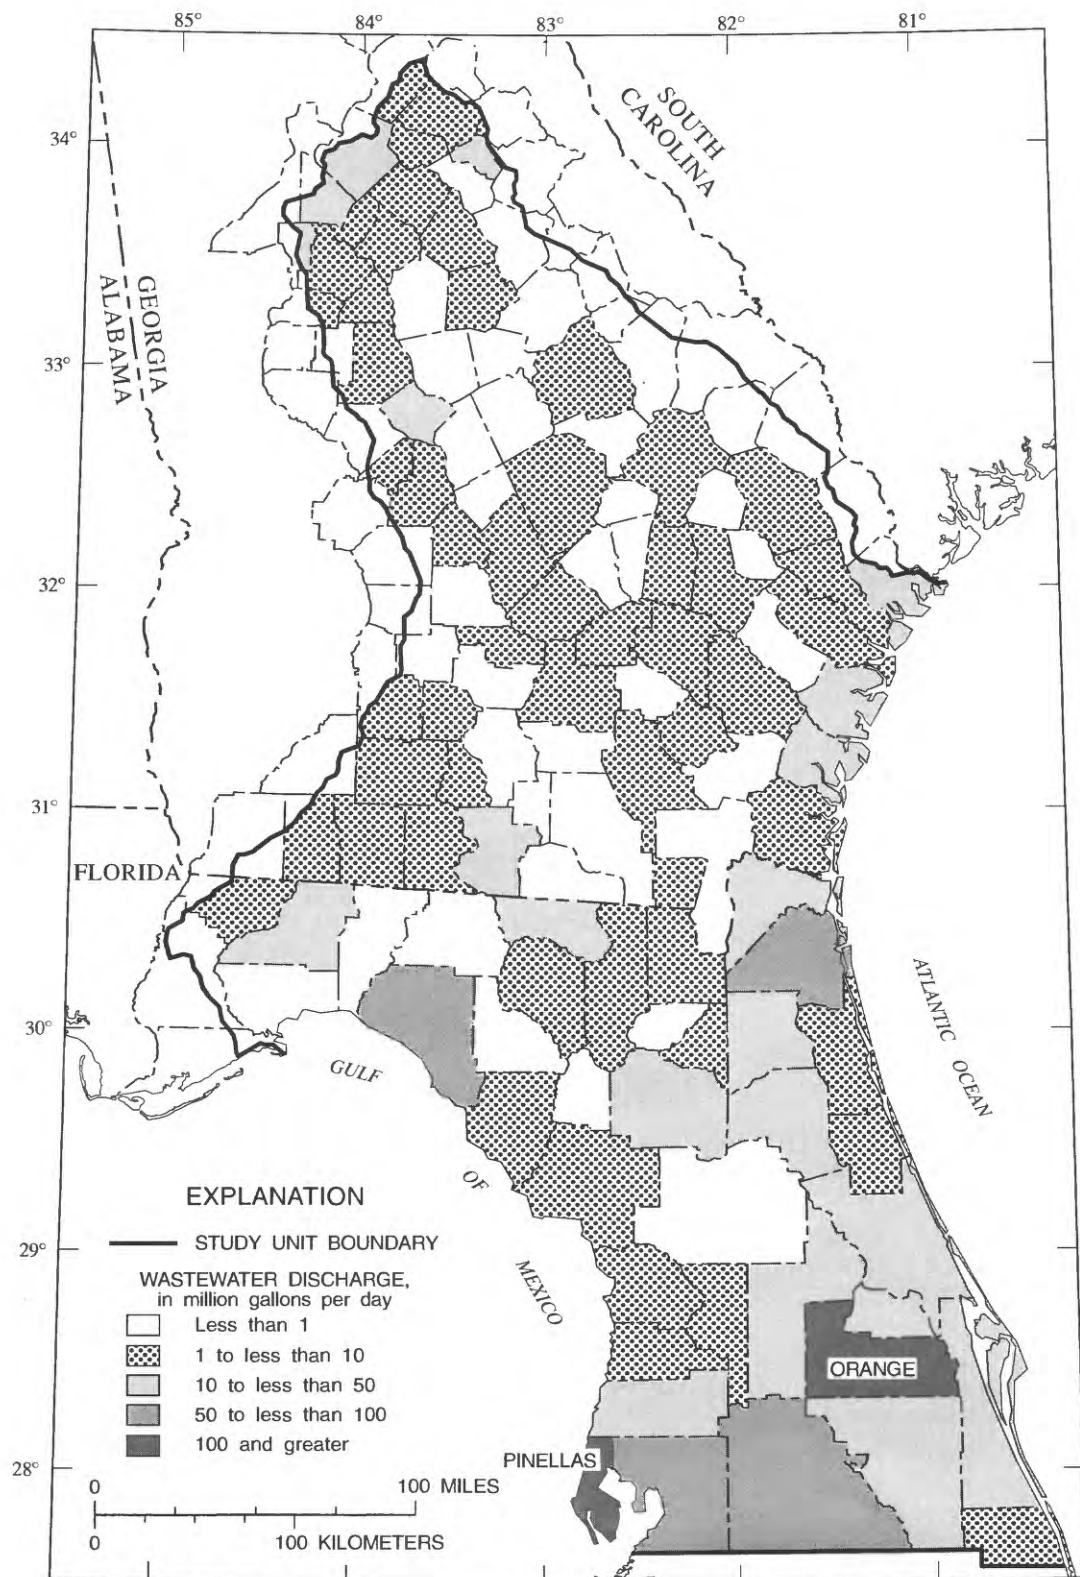 85° 84° 83° 82° 81°
34°
33°
32°
31°
30°
29°
28°
SOUTH
CAROLINA
GEORGIA
ALABAMA
FLORIDA
ATLANTIC OCEAN
GULF
OF
MEXICO
ORANGE
PINELLAS
EXPLANATION
STUDY UNIT BOUNDARY
WASTEWATER DISCHARGE,
in million gallons per day
Less than 1
1 to less than 10
10 to less than 50
50 to less than 100
100 and greater
0 100 MILES
0 100 KILOMETERS